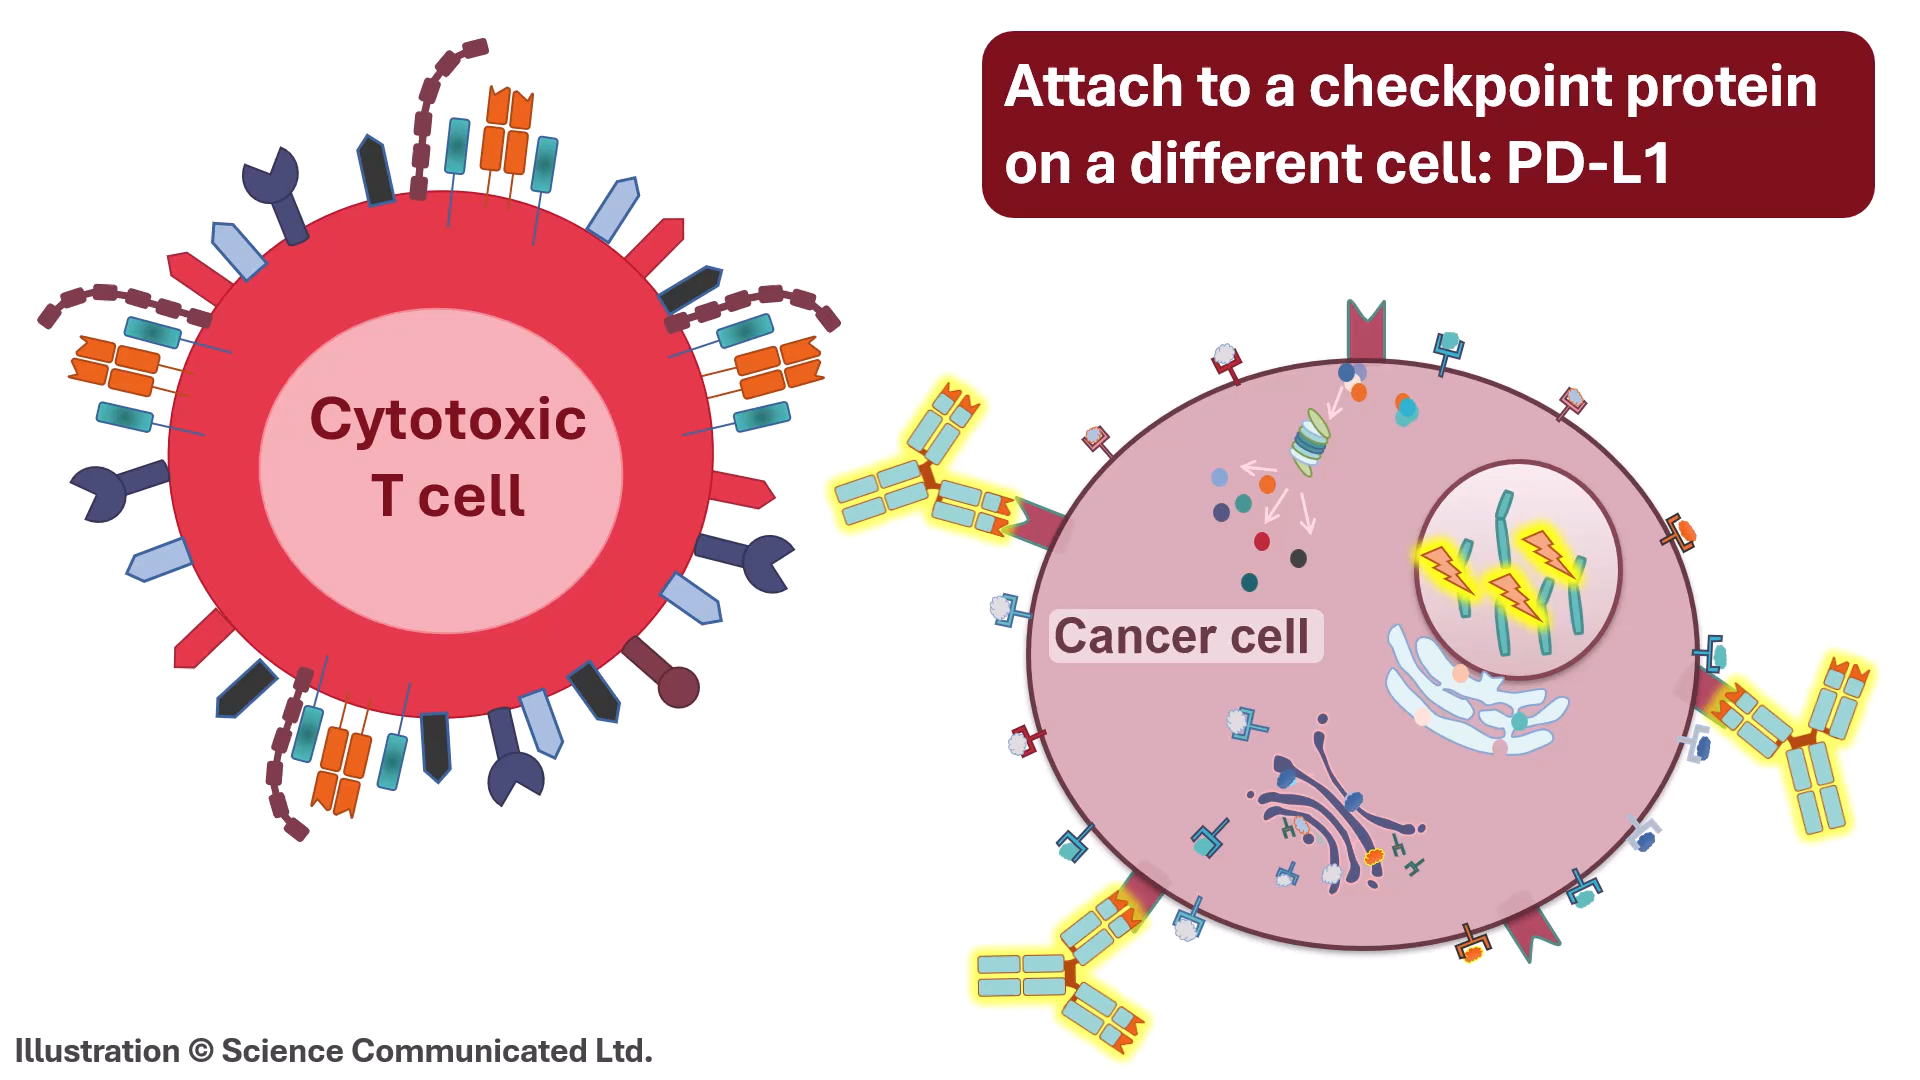 Attach to a checkpoint protein
on a different cell: PD-L1
Cytotoxic
T cell
Cancer cell
Illustration © Science Communicated Ltd.